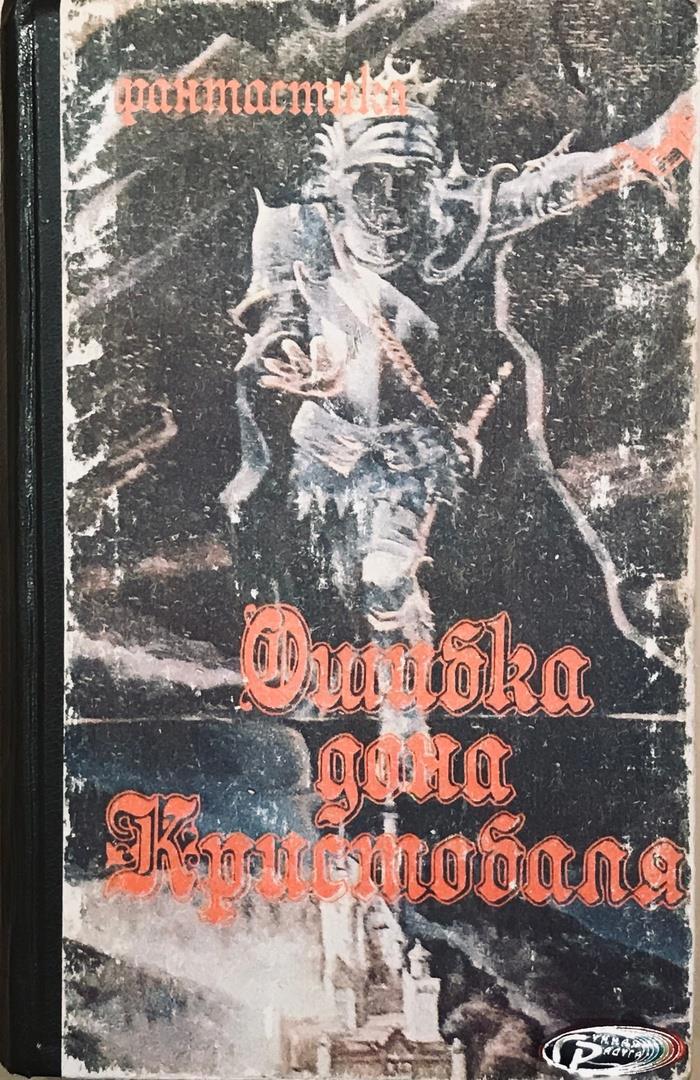 фантастика
Ошибка
дона
Кристобаля